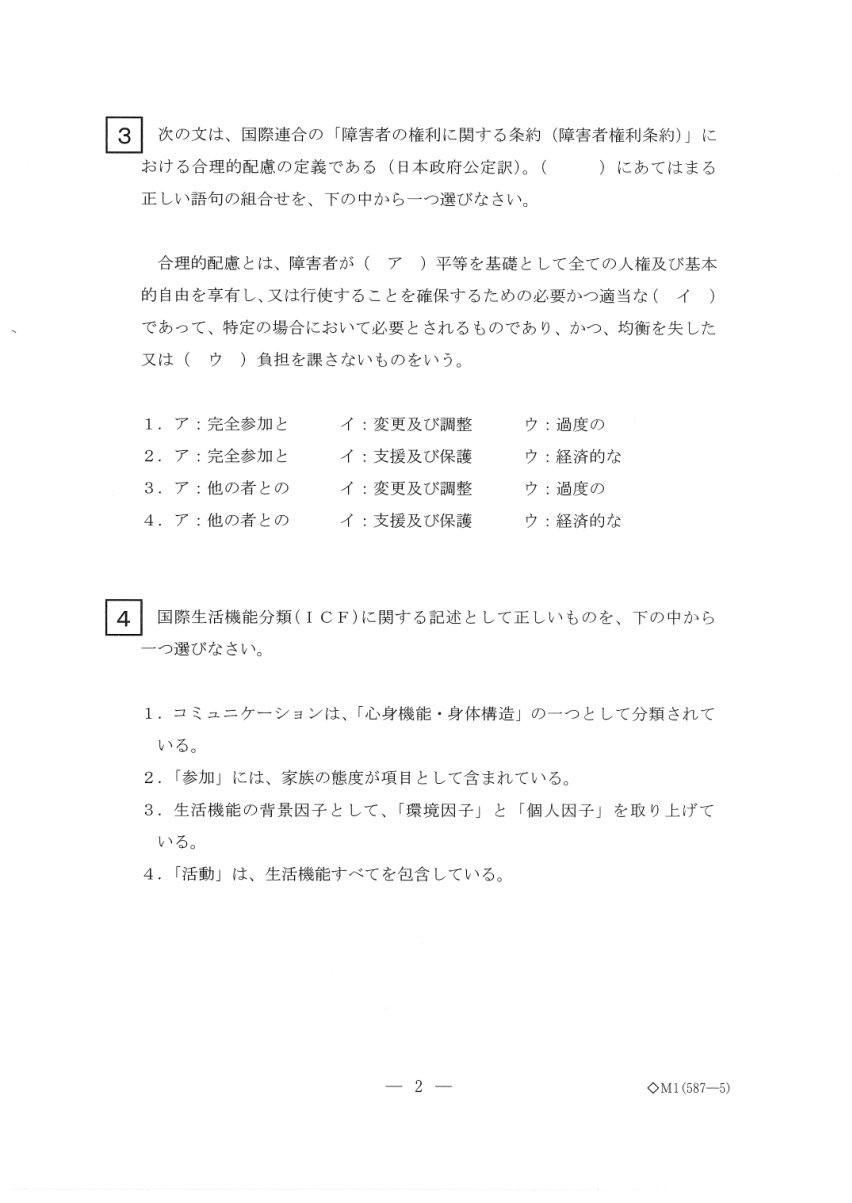 3 次の文は、国際連合の「障害者の権利に関する条約（障害者権利条約）」に
おける合理的配慮の定義である（日本政府公定訳）。（　　　）にあてはまる
正しい語句の組合せを、下の中から一つ選びなさい。
合理的配慮とは、障害者が（　ア　）平等を基礎として全ての人権及び基本
的自由を享有し、又は行使することを確保するための必要かつ適当な（　イ　）
であって、特定の場合において必要とされるものであり、かつ、均衡を失した
又は（　ウ　）負担を課さないものをいう。
１．ア：完全参加と　　　イ：変更及び調整　　　ウ：過度の
２．ア：完全参加と　　　イ：支援及び保護　　　ウ：経済的な
３．ア：他の者との　　　イ：変更及び調整　　　ウ：過度の
４．ア：他の者との　　　イ：支援及び保護　　　ウ：経済的な
4 国際生活機能分類（ＩＣＦ）に関する記述として正しいものを、下の中から
一つ選びなさい。
１．コミュニケーションは、「心身機能・身体構造」の一つとして分類されて
いる。
２．「参加」には、家族の態度が項目として含まれている。
３．生活機能の背景因子として、「環境因子」と「個人因子」を取り上げて
いる。
４．「活動」は、生活機能すべてを包含している。
― 2 ―
◇M1(587―5)